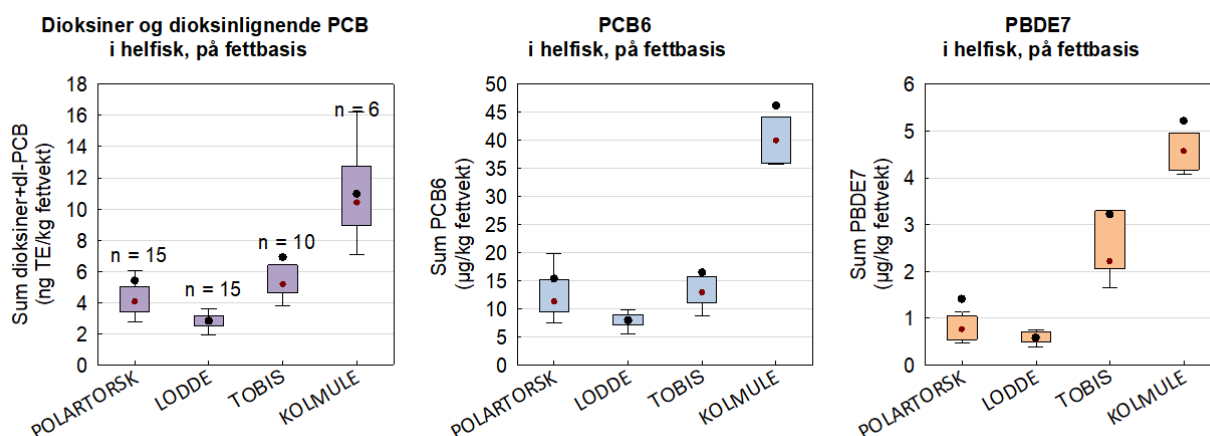 Dioksiner og dioksinlignende PCB
i helfisk, på fettbasis
Sum dioksiner+dl-PCB
(ng TE/kg fettvekt)
18
16
14
12
10
8
6
4
2
0
n = 15
n = 15
n = 10
n = 6
POLARTORSK
LODDE
TOBIS
KOLMULE
PCB6
i helfisk, på fettbasis
Sum PCB6
(µg/kg fettvekt)
50
45
40
35
30
25
20
15
10
5
0
POLARTORSK
LODDE
TOBIS
KOLMULE
PBDE7
i helfisk, på fettbasis
Sum PBDE7
(µg/kg fettvekt)
6
5
4
3
2
1
0
POLARTORSK
LODDE
TOBIS
KOLMULE